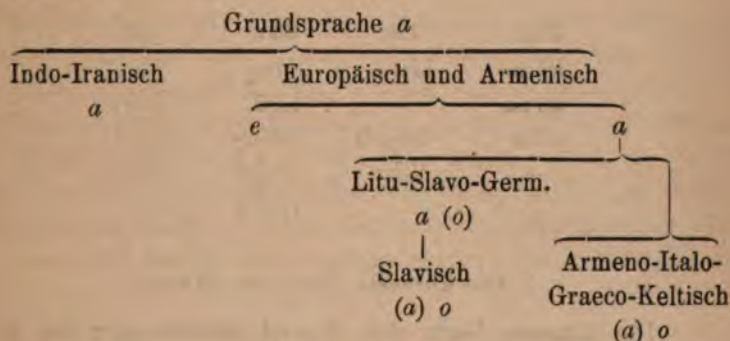 Grundsprache a
Indo-Iranisch Europäisch und Armenisch
a
e a
Litu-Slavo-Germ.
a (o)
Slavisch
(a) o
Armeno-Italo-
Graeco-Keltisch
(a) o